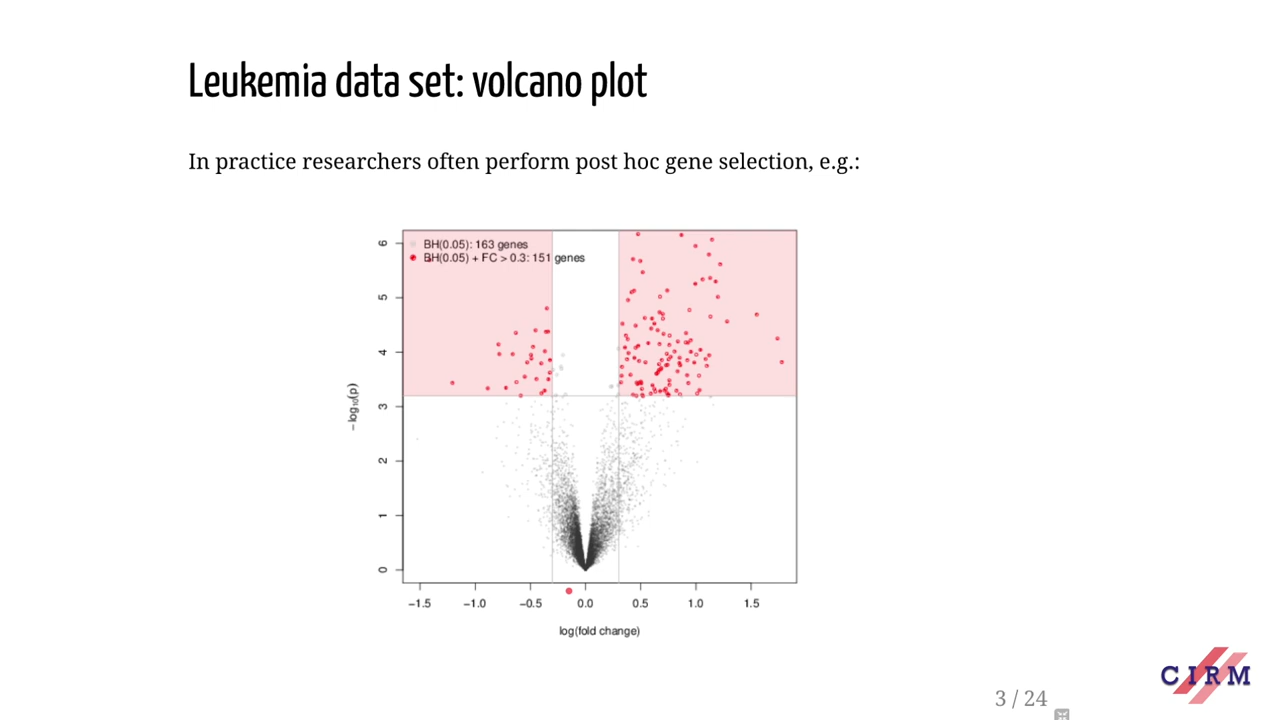 Leukemia data set: volcano plot
In practice researchers often perform post hoc gene selection, e.g.:
BH(0.05): 163 genes
BH(0.05) + FC > 0.3: 151 genes
6
5
4
3
2
1
0
−log₁₀(p)
−1.5 −1.0 −0.5 0.0 0.5 1.0 1.5
log(fold change)
CIRM
3 / 24